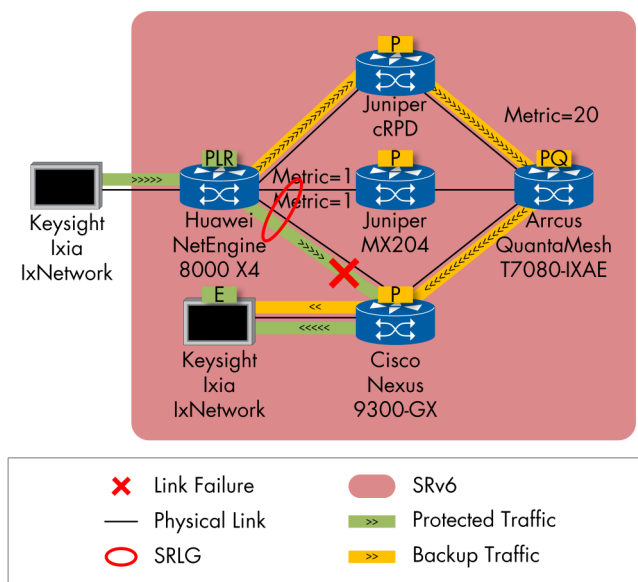 P
Juniper
cRPD
Metric=20
>>>>>
PLR
Metric=1
Metric=1
P
PQ
Keysight
Ixia
IxNetwork
Huawei
NetEngine
8000 X4
>>>>>
Juniper
MX204
Arrcus
QuantaMesh
T7080-IXAE
E
<<
<<<<<
P
Keysight
Ixia
IxNetwork
Cisco
Nexus
9300-GX
Link Failure
SRv6
Physical Link
>> Protected Traffic
SRLG
>> Backup Traffic